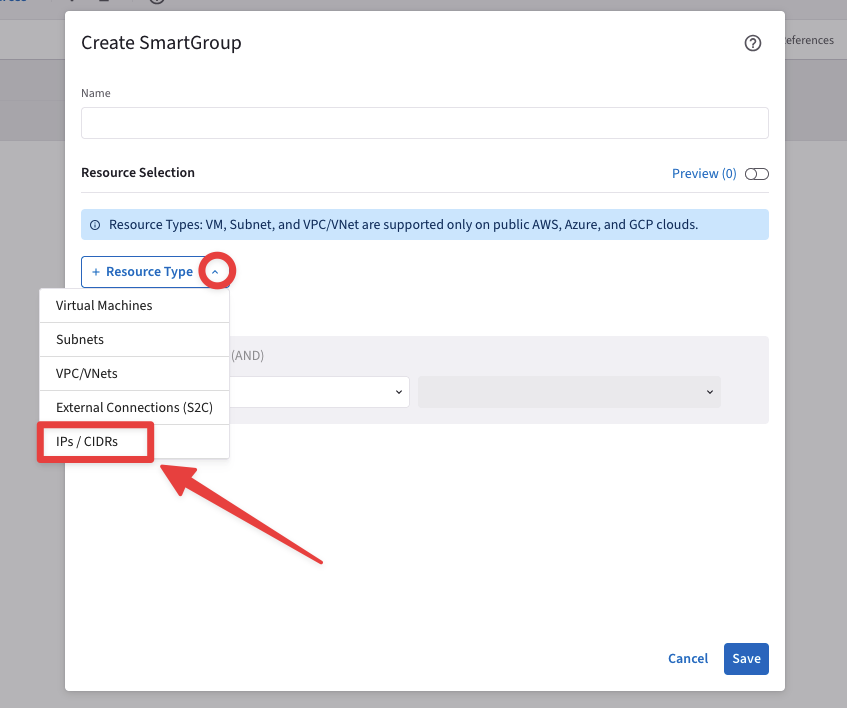 Create SmartGroup
eferences
Name
Resource Selection
Preview (0)
Resource Types: VM, Subnet, and VPC/VNet are supported only on public AWS, Azure, and GCP clouds.
+ Resource Type
Virtual Machines
Subnets
(AND)
VPC/VNets
External Connections (S2C)
IPs / CIDRs
Cancel
Save